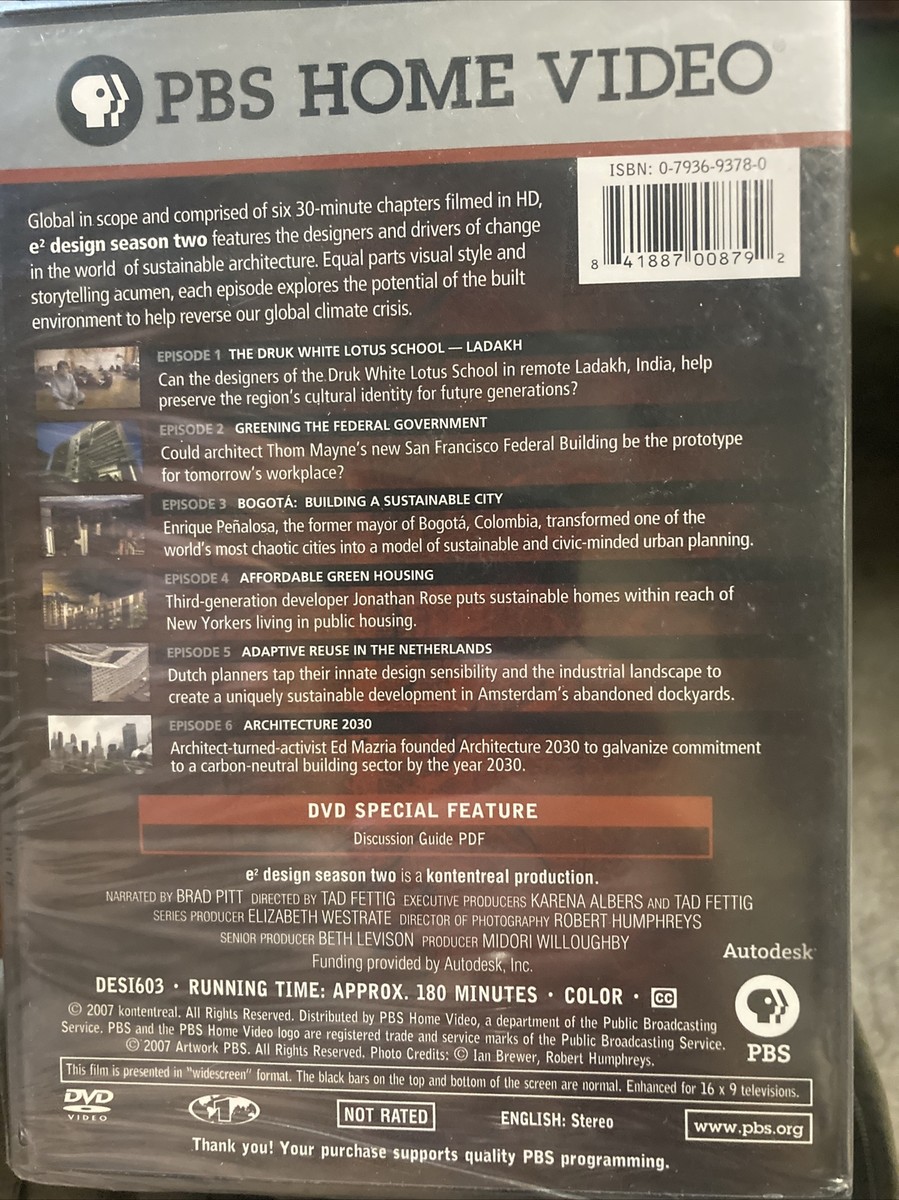 PBS HOME VIDEO
ISBN: 0-7936-9378-0
8 41887 00879 2
Global in scope and comprised of six 30-minute chapters filmed in HD,
e² design season two features the designers and drivers of change
in the world of sustainable architecture. Equal parts visual style and
storytelling acumen, each episode explores the potential of the built
environment to help reverse our global climate crisis.
EPISODE 1 THE DRUK WHITE LOTUS SCHOOL — LADAKH
Can the designers of the Druk White Lotus School in remote Ladakh, India, help
preserve the region's cultural identity for future generations?
EPISODE 2 GREENING THE FEDERAL GOVERNMENT
Could architect Thom Mayne's new San Francisco Federal Building be the prototype
for tomorrow's workplace?
EPISODE 3 BOGOTÁ: BUILDING A SUSTAINABLE CITY
Enrique Peñalosa, the former mayor of Bogotá, Colombia, transformed one of the
world's most chaotic cities into a model of sustainable and civic-minded urban planning.
EPISODE 4 AFFORDABLE GREEN HOUSING
Third-generation developer Jonathan Rose puts sustainable homes within reach of
New Yorkers living in public housing.
EPISODE 5 ADAPTIVE REUSE IN THE NETHERLANDS
Dutch planners tap their innate design sensibility and the industrial landscape to
create a uniquely sustainable development in Amsterdam's abandoned dockyards.
EPISODE 6 ARCHITECTURE 2030
Architect-turned-activist Ed Mazria founded Architecture 2030 to galvanize commitment
to a carbon-neutral building sector by the year 2030.
DVD SPECIAL FEATURE
Discussion Guide PDF
e² design season two is a kontentreal production.
NARRATED BY BRAD PITT DIRECTED BY TAD FETTIG EXECUTIVE PRODUCERS KARENA ALBERS AND TAD FETTIG
SERIES PRODUCER ELIZABETH WESTRATE DIRECTOR OF PHOTOGRAPHY ROBERT HUMPHREYS
SENIOR PRODUCER BETH LEVISON PRODUCER MIDORI WILLOUGHBY
Funding provided by Autodesk, Inc.
Autodesk
DESI603 · RUNNING TIME: APPROX. 180 MINUTES · COLOR · CC
© 2007 kontentreal. All Rights Reserved. Distributed by PBS Home Video, a department of the Public Broadcasting
Service. PBS and the PBS Home Video logo are registered trade and service marks of the Public Broadcasting Service.
© 2007 Artwork PBS. All Rights Reserved. Photo Credits: © Ian Brewer, Robert Humphreys.
PBS
This film is presented in "widescreen" format. The black bars on the top and bottom of the screen are normal. Enhanced for 16 x 9 televisions.
DVD VIDEO
1
NOT RATED
ENGLISH: Stereo
www.pbs.org
Thank you! Your purchase supports quality PBS programming.